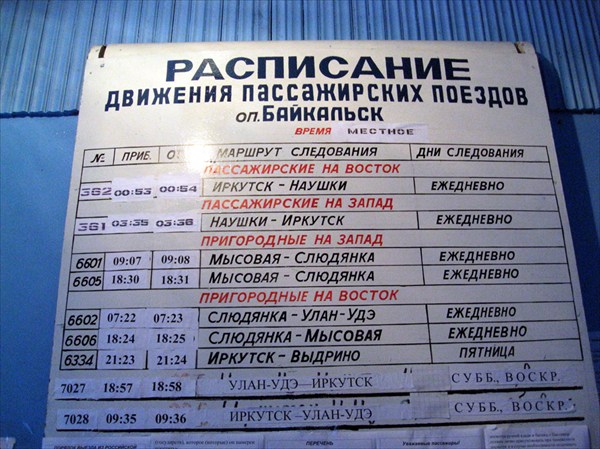 РАСПИСАНИЕ
ДВИЖЕНИЯ ПАССАЖИРСКИХ ПОЕЗДОВ
ОП. БАЙКАЛЬСК
ВРЕМЯ МЕСТНОЕ
№ ПРИБ. ОТ МАРШРУТ СЛЕДОВАНИЯ ДНИ СЛЕДОВАНИЯ
ПАССАЖИРСКИЕ НА ВОСТОК
362 00:53 00:54 ИРКУТСК-НАУШКИ ЕЖЕДНЕВНО
ПАССАЖИРСКИЕ НА ЗАПАД
361 03:35 03:36 НАУШКИ-ИРКУТСК ЕЖЕДНЕВНО
ПРИГОРОДНЫЕ НА ЗАПАД
6601 09:07 09:08 МЫСОВАЯ-СЛЮДЯНКА ЕЖЕДНЕВНО
6605 18:30 18:31 МЫСОВАЯ-СЛЮДЯНКА ЕЖЕДНЕВНО
ПРИГОРОДНЫЕ НА ВОСТОК
6602 07:22 07:23 СЛЮДЯНКА-УЛАН-УДЭ ЕЖЕДНЕВНО
6606 18:24 18:25 СЛЮДЯНКА-МЫСОВАЯ ЕЖЕДНЕВНО
6334 21:23 21:24 ИРКУТСК-ВЫДРИНО ПЯТНИЦА
7027 18:57 18:58 УЛАН-УДЭ—ИРКУТСК СУББ., ВОСКР.
7028 09:35 09:36 ИРКУТСК-УЛАН-УДЭ СУББ., ВОСКР.
ПЕРЕЧЕНЬ Уважаемые пассажиры!